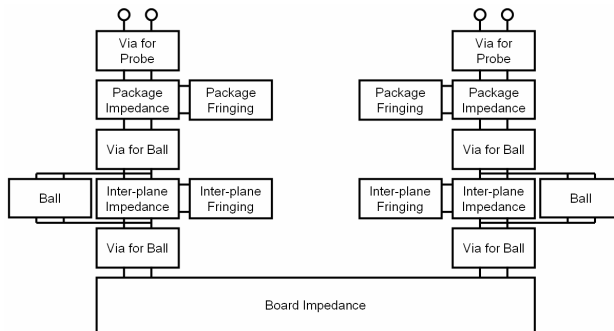 Via for
Probe
Via for
Probe
Package
Impedance
Package
Fringing
Package
Fringing
Package
Impedance
Via for Ball
Via for Ball
Ball
Inter-plane
Impedance
Inter-plane
Fringing
Inter-plane
Fringing
Inter-plane
Impedance
Ball
Via for Ball
Via for Ball
Board Impedance